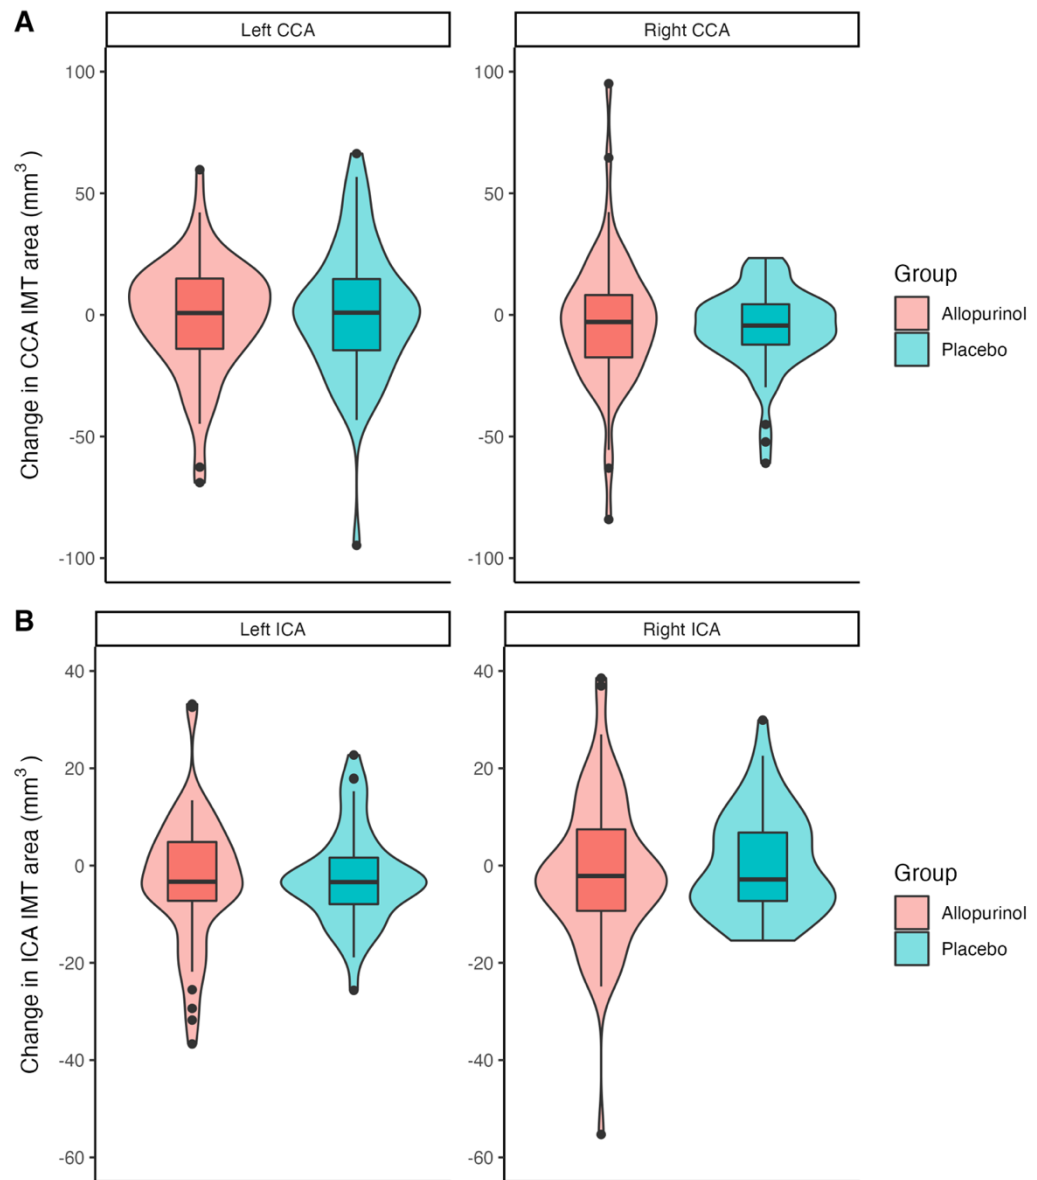 A
Left CCA
Right CCA
Change in CCA IMT area (mm³)
100
50
0
-50
-100
100
50
0
-50
-100
Group
Allopurinol
Placebo
B
Left ICA
Right ICA
Change in ICA IMT area (mm³)
40
20
0
-20
-40
-60
40
20
0
-20
-40
-60
Group
Allopurinol
Placebo